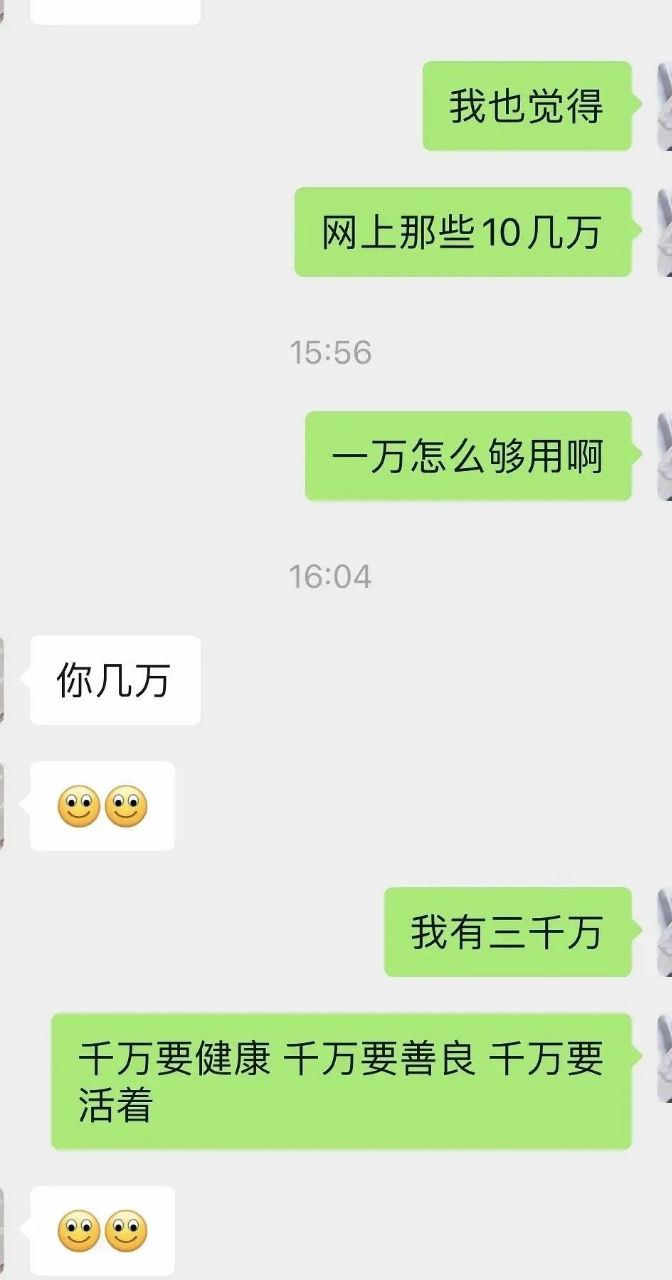 我也觉得
网上那些10几万
15:56
一万怎么够用啊
16:04
你几万
我有三千万
千万要健康 千万要善良 千万要
活着